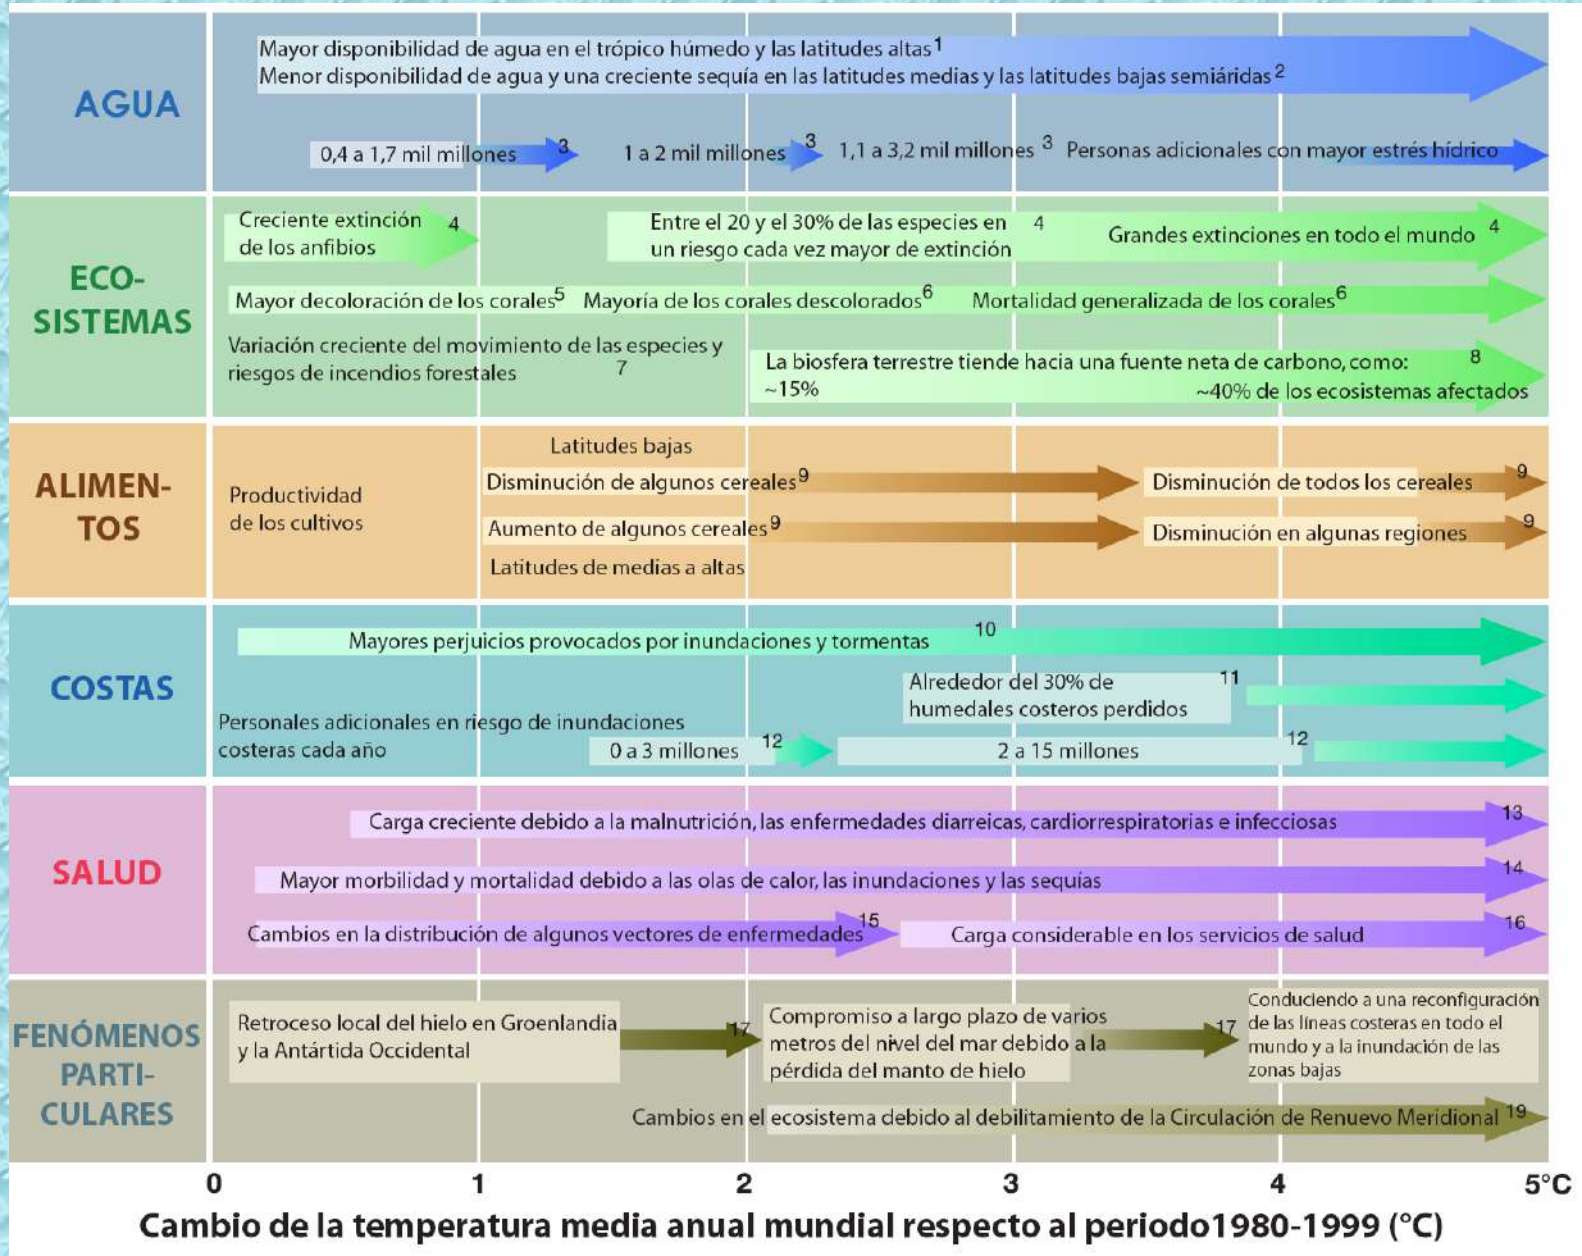 AGUA
Mayor disponibilidad de agua en el trópico húmedo y las latitudes altas 1
Menor disponibilidad de agua y una creciente sequía en las latitudes medias y las latitudes bajas semiáridas 2
0,4 a 1,7 mil millones 3
1 a 2 mil millones 3
1,1 a 3,2 mil millones 3
Personas adicionales con mayor estrés hídrico
ECO-
SISTEMAS
Creciente extinción 4
de los anfibios
Entre el 20 y el 30% de las especies en 4
un riesgo cada vez mayor de extinción
Grandes extinciones en todo el mundo 4
Mayor decoloración de los corales 5
Mayoría de los corales descolorados 6
Mortalidad generalizada de los corales 6
Variación creciente del movimiento de las especies y
riesgos de incendios forestales 7
La biosfera terrestre tiende hacia una fuente neta de carbono, como: 8
~15%
~40% de los ecosistemas afectados
ALIMEN-
TOS
Productividad
de los cultivos
Latitudes bajas
Disminución de algunos cereales 9
Disminución de todos los cereales 9
Aumento de algunos cereales 9
Disminución en algunas regiones 9
Latitudes de medias a altas
COSTAS
Mayores perjuicios provocados por inundaciones y tormentas 10
Alrededor del 30% de 11
humedales costeros perdidos
Personales adicionales en riesgo de inundaciones
costeras cada año
0 a 3 millones 12
2 a 15 millones 12
SALUD
Carga creciente debido a la malnutrición, las enfermedades diarreicas, cardiorrespiratorias e infecciosas 13
Mayor morbilidad y mortalidad debido a las olas de calor, las inundaciones y las sequías 14
Cambios en la distribución de algunos vectores de enfermedades 15
Carga considerable en los servicios de salud 16
FENÓMENOS
PARTI-
CULARES
Retroceso local del hielo en Groenlandia
y la Antártida Occidental
17
Compromiso a largo plazo de varios
metros del nivel del mar debido a la
pérdida del manto de hielo
17
Conduciendo a una reconfiguración
de las líneas costeras en todo el
mundo y a la inundación de las
zonas bajas
Cambios en el ecosistema debido al debilitamiento de la Circulación de Renuevo Meridional 19
0 1 2 3 4 5°C
Cambio de la temperatura media anual mundial respecto al periodo1980-1999 (°C)